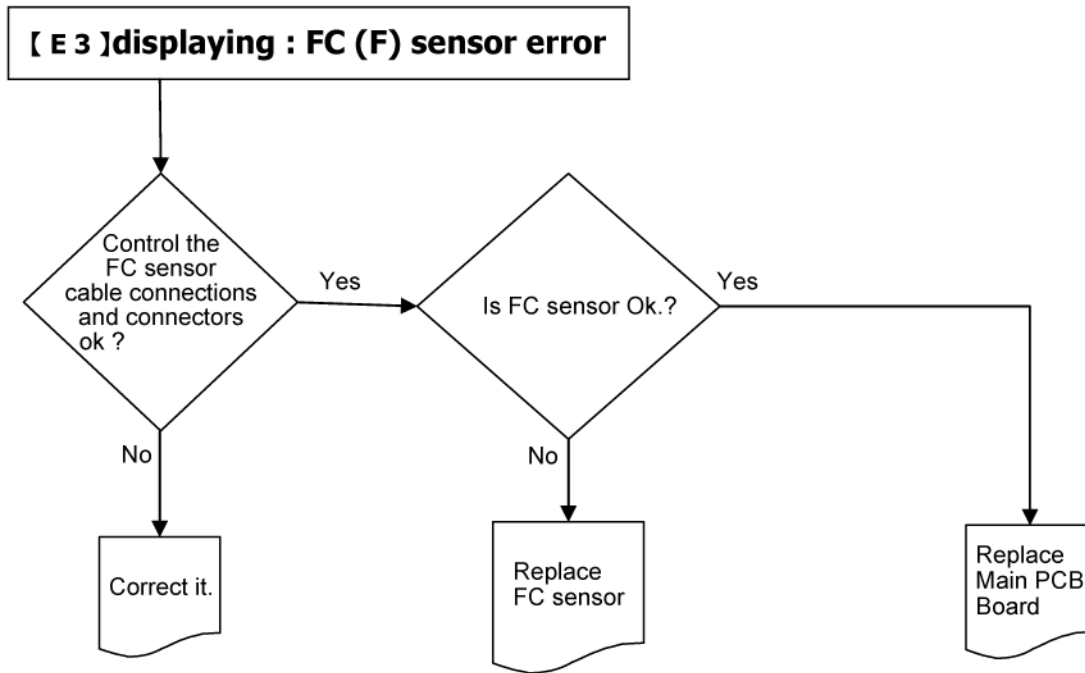 【 E 3 】displaying : FC (F) sensor error
Control the
FC sensor
cable connections
and connectors
ok ?
Yes
Is FC sensor Ok.?
Yes
No
No
Correct it.
Replace
FC sensor
Replace
Main PCB
Board